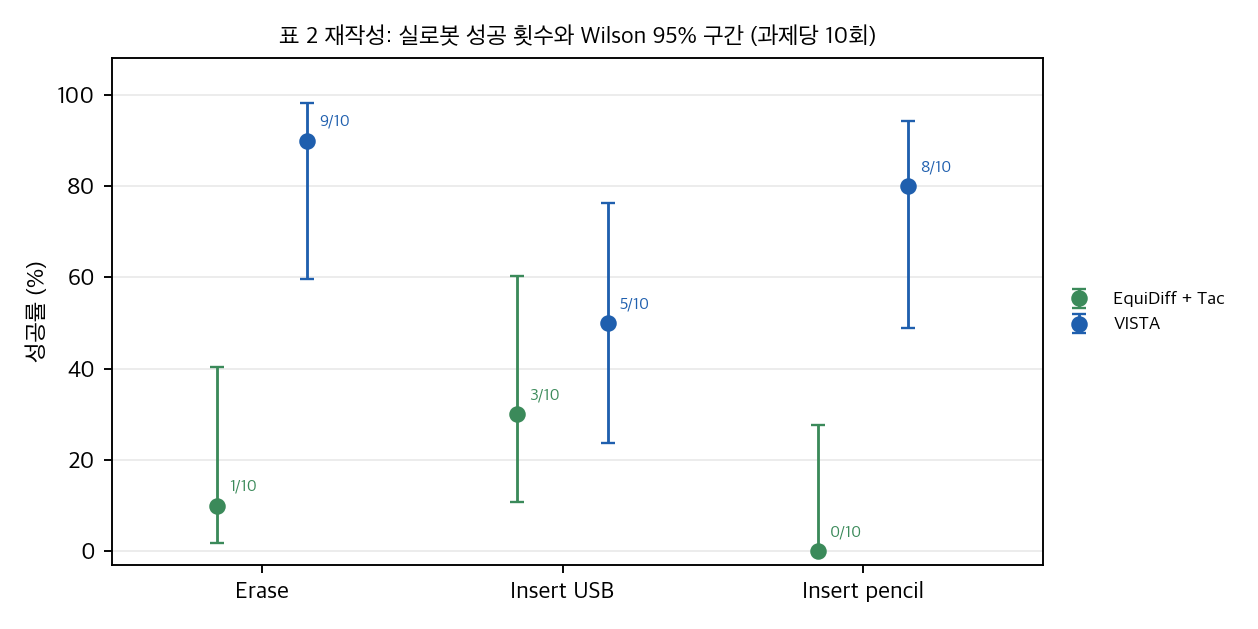 표 2 재작성: 실로봇 성공 횟수와 Wilson 95% 구간 (과제당 10회)
성공률 (%)
100
80
60
40
20
0
9/10
8/10
5/10
3/10
1/10
0/10
Erase
Insert USB
Insert pencil
EquiDiff + Tac
VISTA